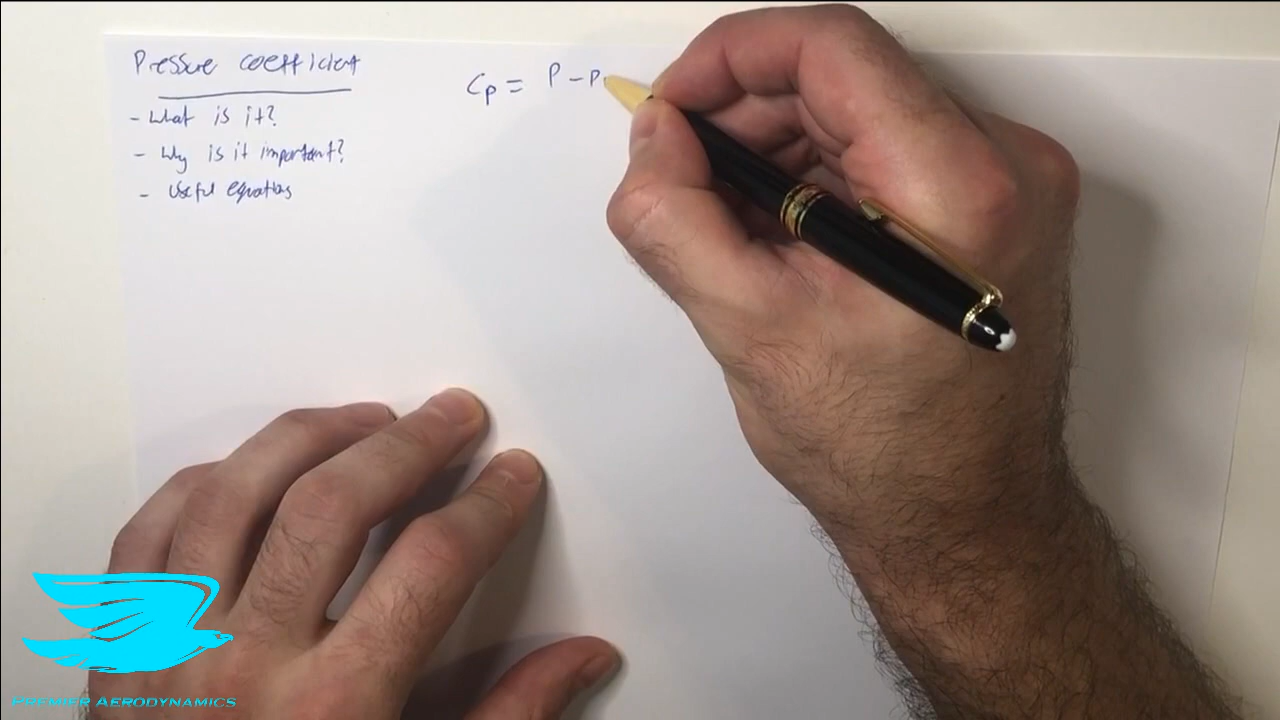 Pressure coefficient
- What is it?
- Why is it important?
- Useful equations
Cp = P - P
PREMIER AERODYNAMICS